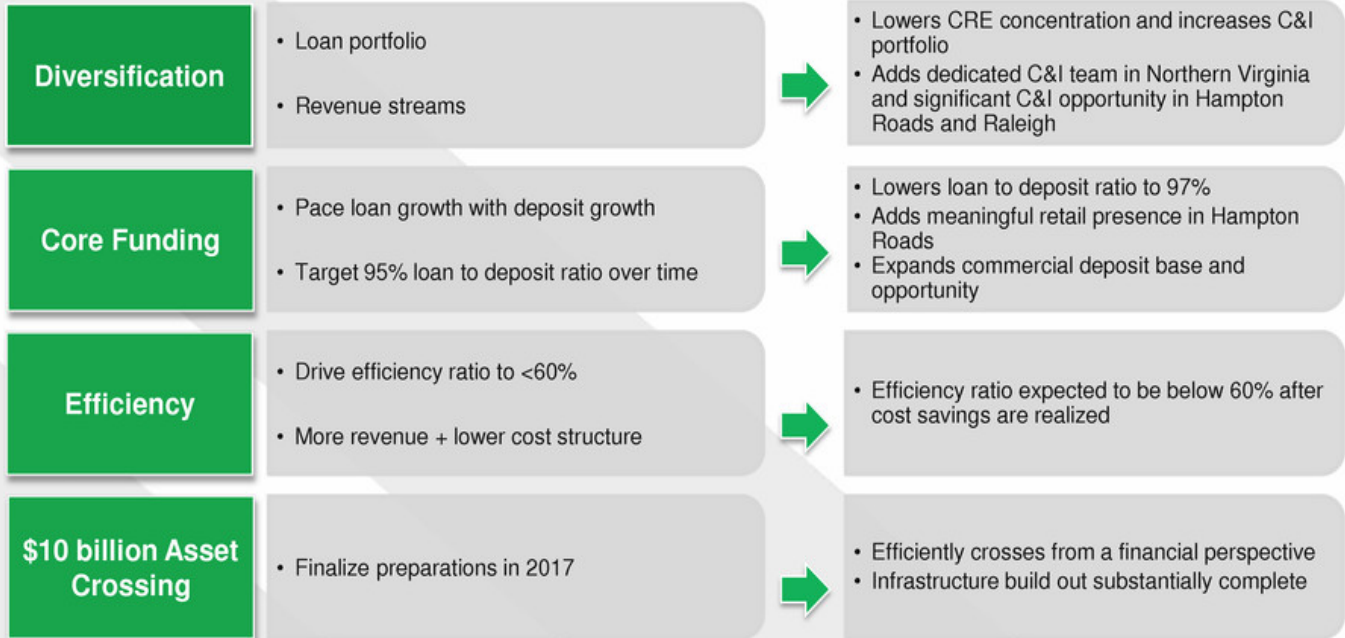 Diversification
• Loan portfolio
• Revenue streams
• Lowers CRE concentration and increases C&I
portfolio
• Adds dedicated C&I team in Northern Virginia
and significant C&I opportunity in Hampton
Roads and Raleigh
Core Funding
• Pace loan growth with deposit growth
• Target 95% loan to deposit ratio over time
• Lowers loan to deposit ratio to 97%
• Adds meaningful retail presence in Hampton
Roads
• Expands commercial deposit base and
opportunity
Efficiency
• Drive efficiency ratio to <60%
• More revenue + lower cost structure
• Efficiency ratio expected to be below 60% after
cost savings are realized
$10 billion Asset
Crossing
• Finalize preparations in 2017
• Efficiently crosses from a financial perspective
• Infrastructure build out substantially complete